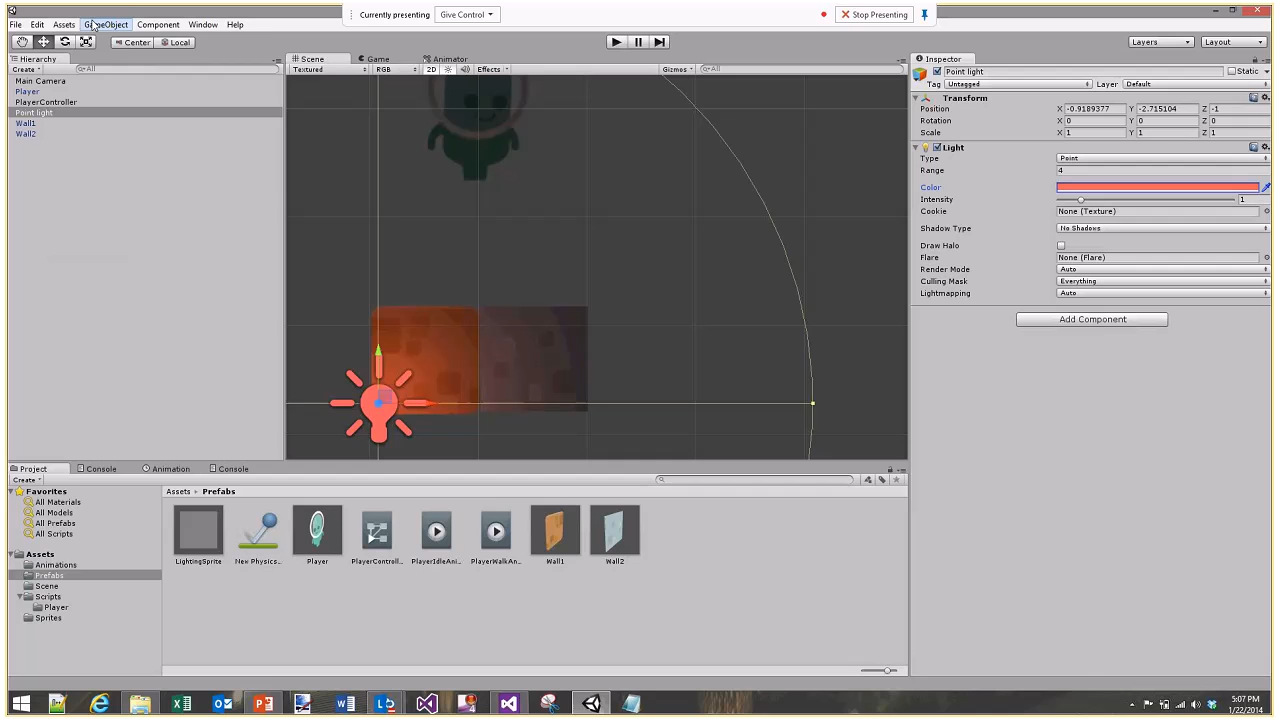 Currently presenting Give Control Stop Presenting
File Edit Assets GameObject Component Window Help
Center Local Layers Layout
Hierarchy
Create All
Main Camera
Player
PlayerController
Point light
Wall1
Wall2
Scene Game Animator
Textured RGB 2D Effects Gizmos All
Inspector
Point light Static
Tag Untagged Layer Default
Transform
Position X -0.9189377 Y -2.715104 Z -1
Rotation X 0 Y 0 Z 0
Scale X 1 Y 1 Z 1
Light
Type Point
Range 4
Color
Intensity 1
Cookie None (Texture)
Shadow Type No Shadows
Draw Halo
Flare None (Flare)
Render Mode Auto
Culling Mask Everything
Lightmapping Auto
Add Component
Project Console Animation Console
Create
Favorites
All Materials
All Models
All Prefabs
All Scripts
Assets
Animations
Prefabs
Scene
Scripts
Player
Sprites
Assets Prefabs
LightingSprite New Physics... Player PlayerControll... PlayerIdleAni... PlayerWalkAn... Wall1 Wall2
5:07 PM
1/22/2014